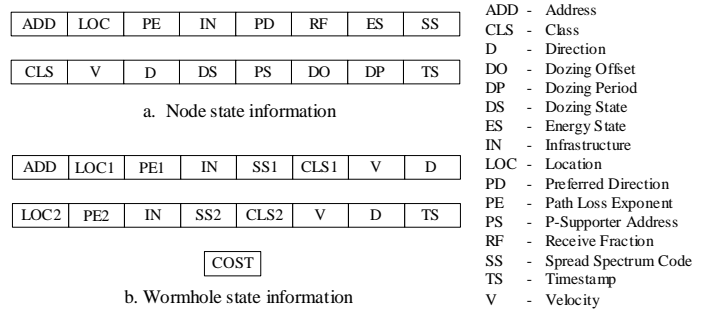 ADD LOC PE IN PD RF ES SS
CLS V D DS PS DO DP TS
a. Node state information
ADD LOC1 PE1 IN SS1 CLS1 V D
LOC2 PE2 IN SS2 CLS2 V D TS
COST
b. Wormhole state information
ADD - Address
CLS - Class
D - Direction
DO - Dozing Offset
DP - Dozing Period
DS - Dozing State
ES - Energy State
IN - Infrastructure
LOC - Location
PD - Preferred Direction
PE - Path Loss Exponent
PS - P-Supporter Address
RF - Receive Fraction
SS - Spread Spectrum Code
TS - Timestamp
V - Velocity